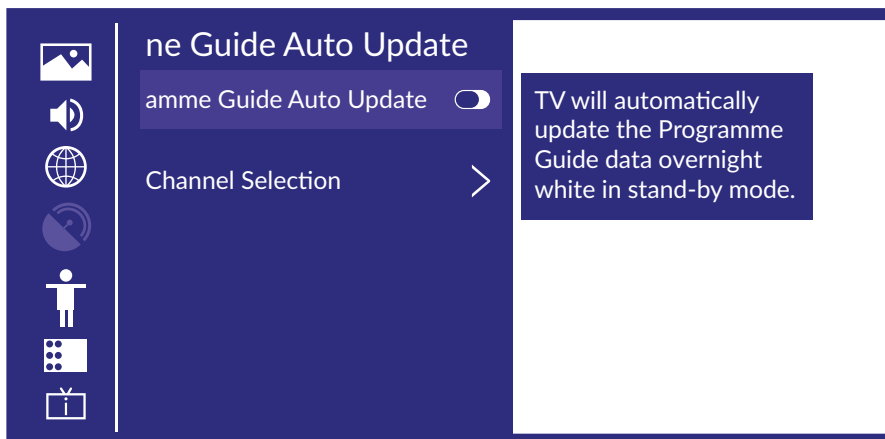 ne Guide Auto Update
amme Guide Auto Update
Channel Selection
TV will automatically
update the Programme
Guide data overnight
white in stand-by mode.